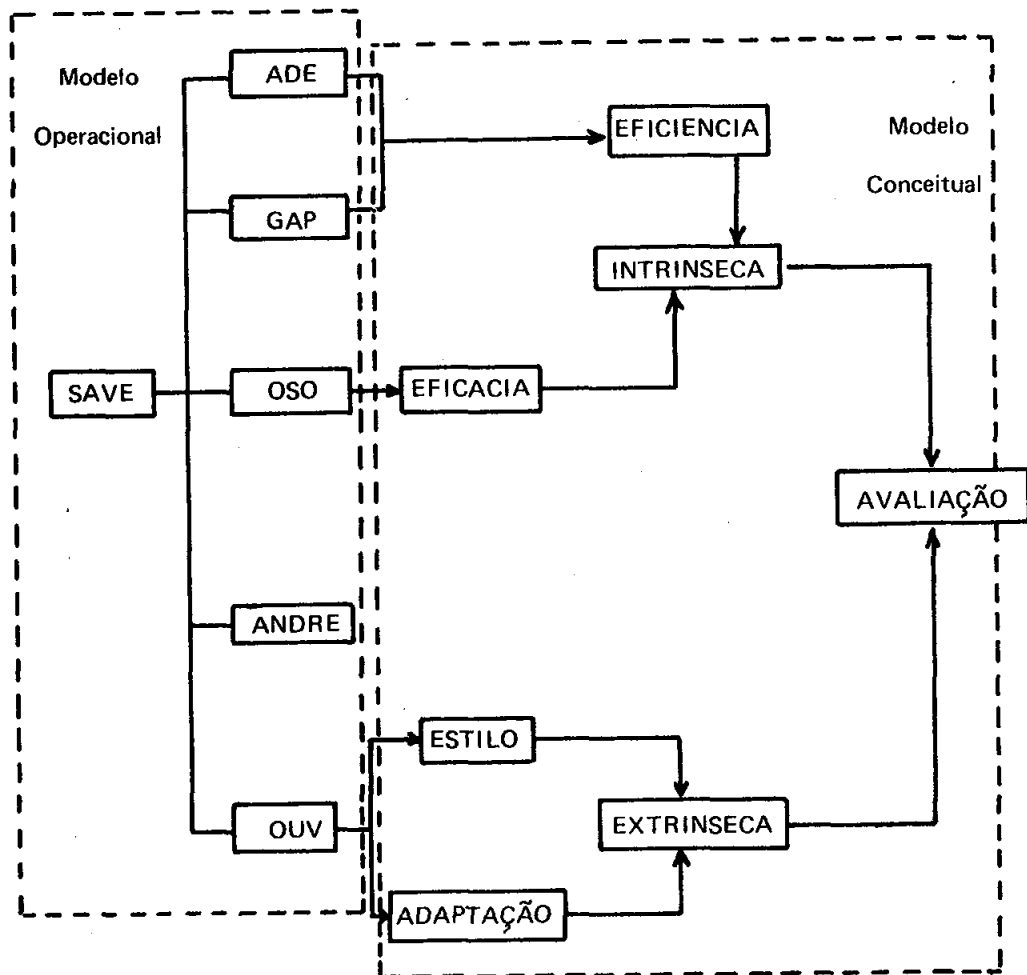 ADE
Modelo
Operacional
EFICIENCIA
Modelo
Conceitual
GAP
INTRINSECA
SAVE
OSO
EFICACIA
AVALIAÇÃO
ANDRE
ESTILO
OUV
EXTRINSECA
ADAPTAÇÃO